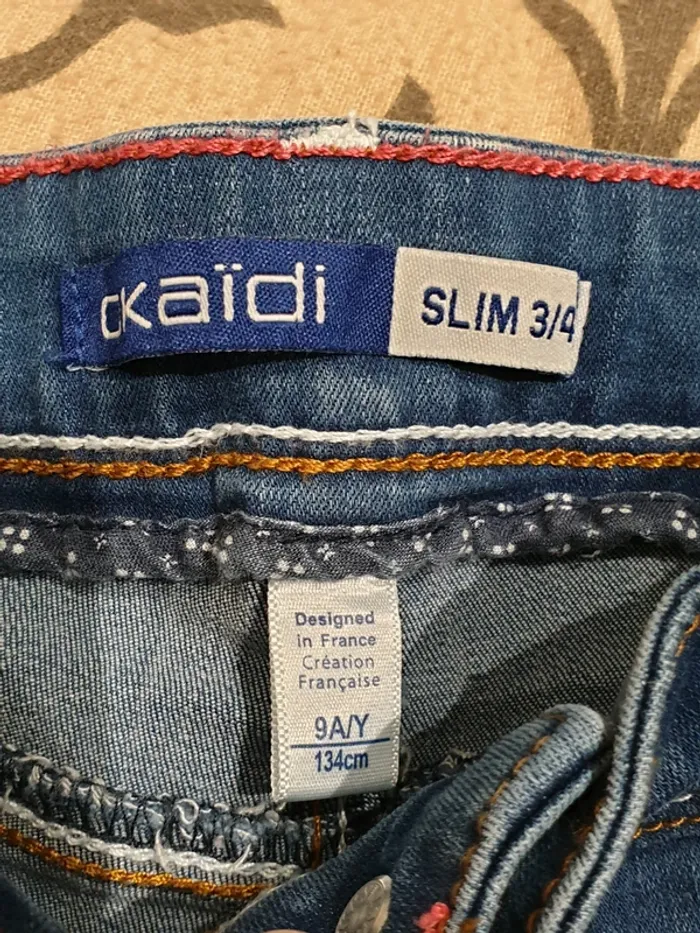 okaïdi
SLIM 3/4
Designed
in France
Création
Française
9A/Y
134cm